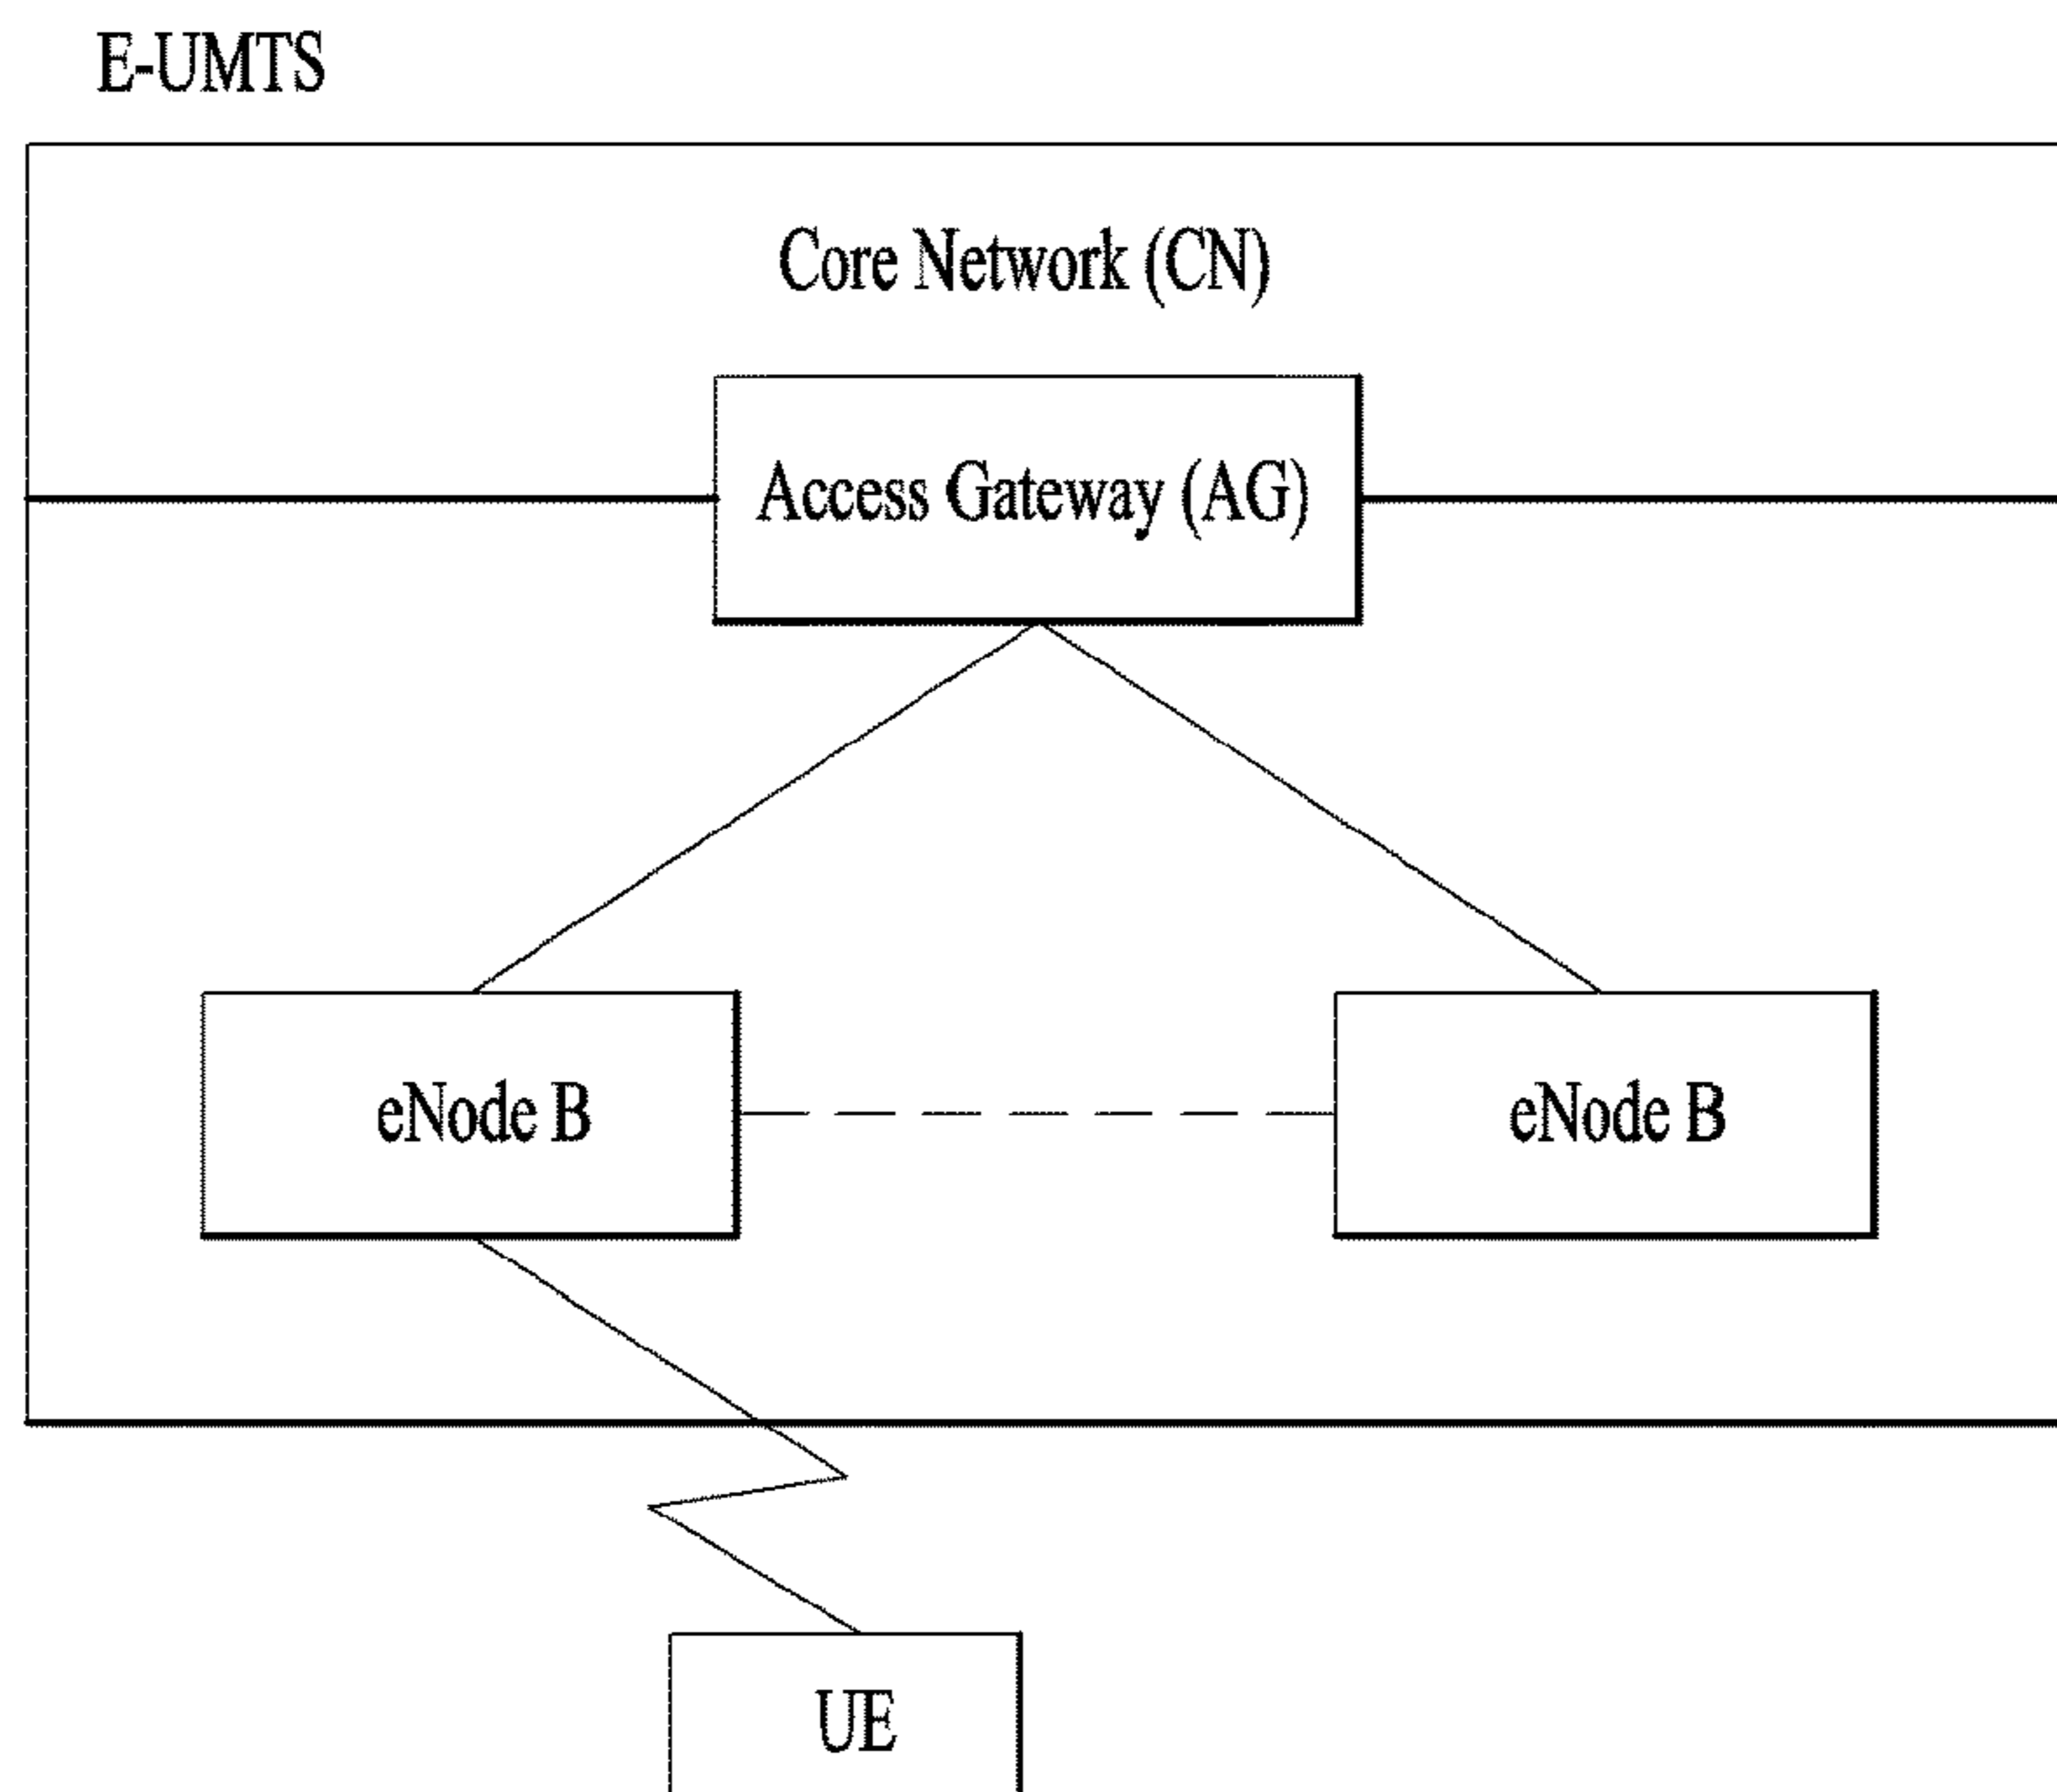 E-UMTS
Core Network (CN)
Access Gateway (AG)
eNode B
eNode B
UE